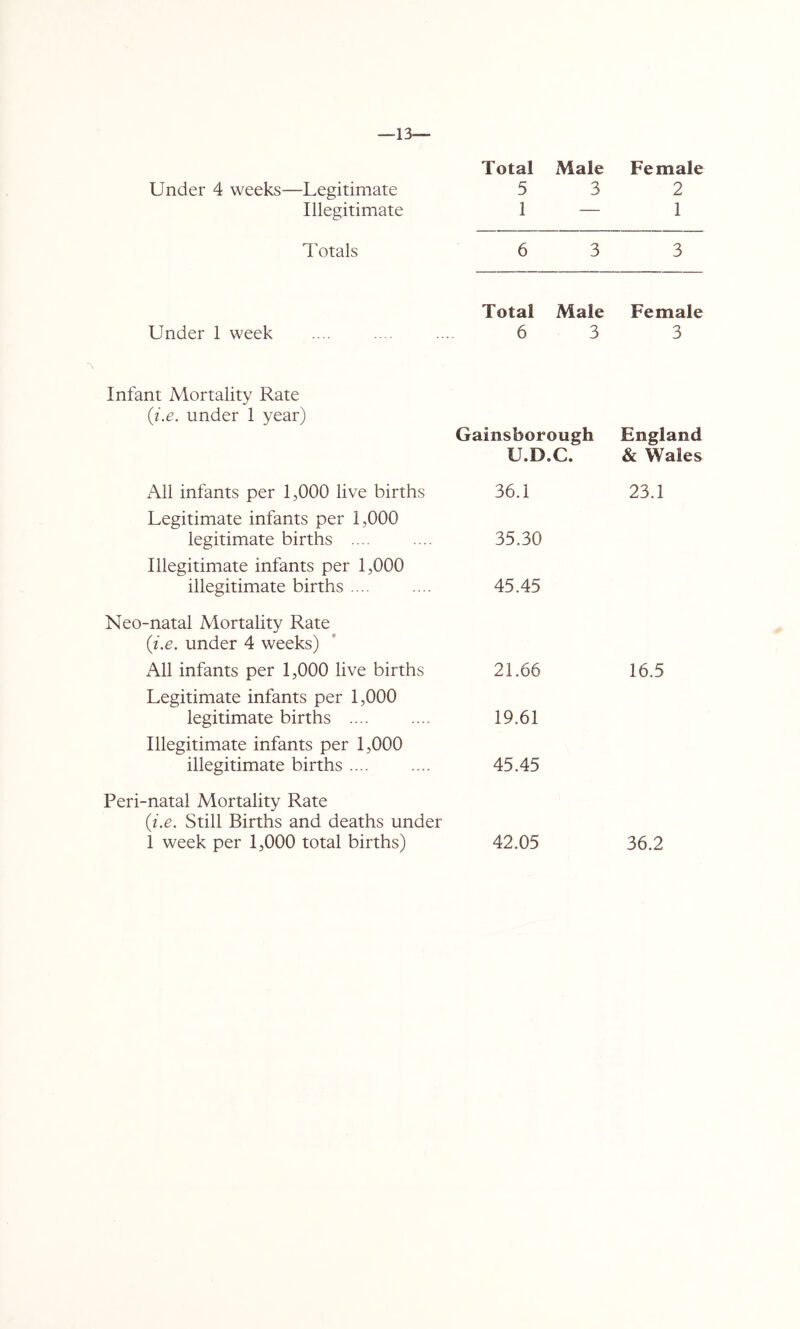 —13—
Total Male Female
Under 4 weeks—Legitimate 5 3 2
Illegitimate 1 — 1
Totals 6 3 3
Total Male Female
Under 1 week .... .... .... 6 3 3
Infant Mortality Rate
(i.e. under 1 year)
Gainsborough England
U.D.C. & Wales
All infants per 1,000 live births 36.1 23.1
Legitimate infants per 1,000
legitimate births .... .... 35.30
Illegitimate infants per 1,000
illegitimate births .... .... 45.45
Neo-natal Mortality Rate
(i.e. under 4 weeks)
All infants per 1,000 live births 21.66 16.5
Legitimate infants per 1,000
legitimate births .... .... 19.61
Illegitimate infants per 1,000
illegitimate births .... .... 45.45
Peri-natal Mortality Rate
(i.e. Still Births and deaths under
1 week per 1,000 total births) 42.05 36.2